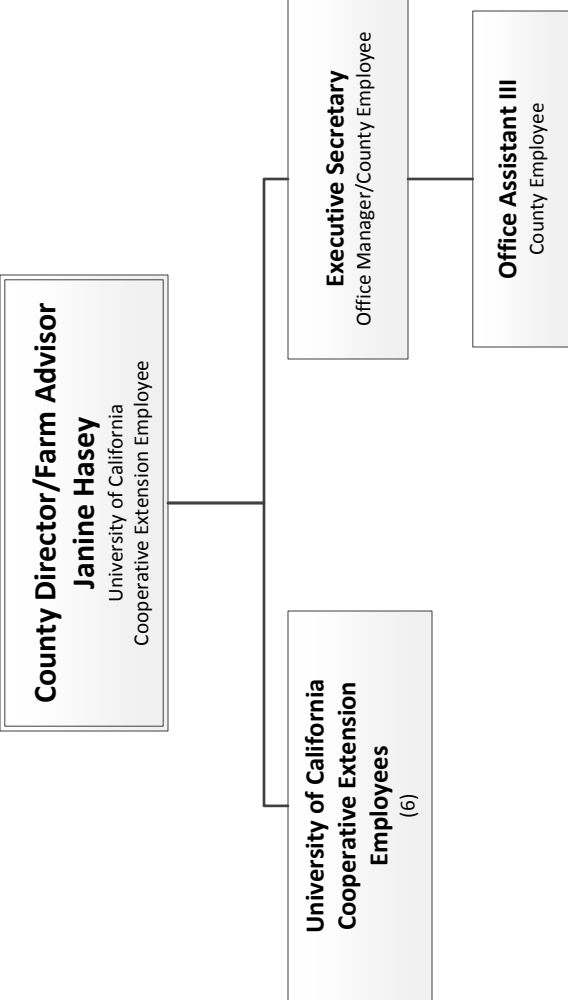 County Director/Farm Advisor
Janine Hasey
University of California
Cooperative Extension Employee
University of California
Cooperative Extension
Employees
(6)
Executive Secretary
Office Manager/County Employee
Office Assistant III
County Employee